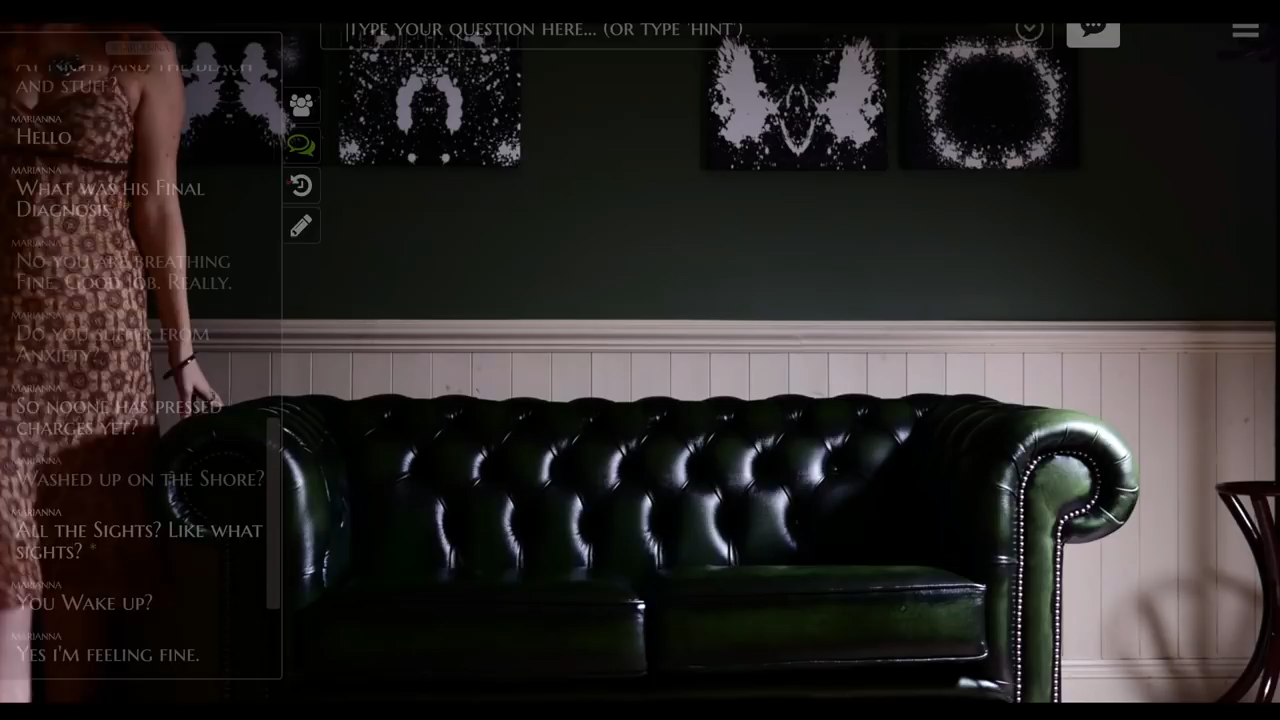 Type your question here... (or type 'hint')
Marianna
at night and the beach
and stuff?
Marianna
Hello
Marianna
What was his Final
Diagnosis
Marianna
No you are breathing
fine. Good job. Really.
Marianna
Do you suffer from
Anxiety?
Marianna
So noone has pressed
charges yet?
Marianna
Washed up on the Shore?
Marianna
All the Sights? Like what
sights? *
Marianna
You Wake up?
Marianna
Yes I'm feeling fine.